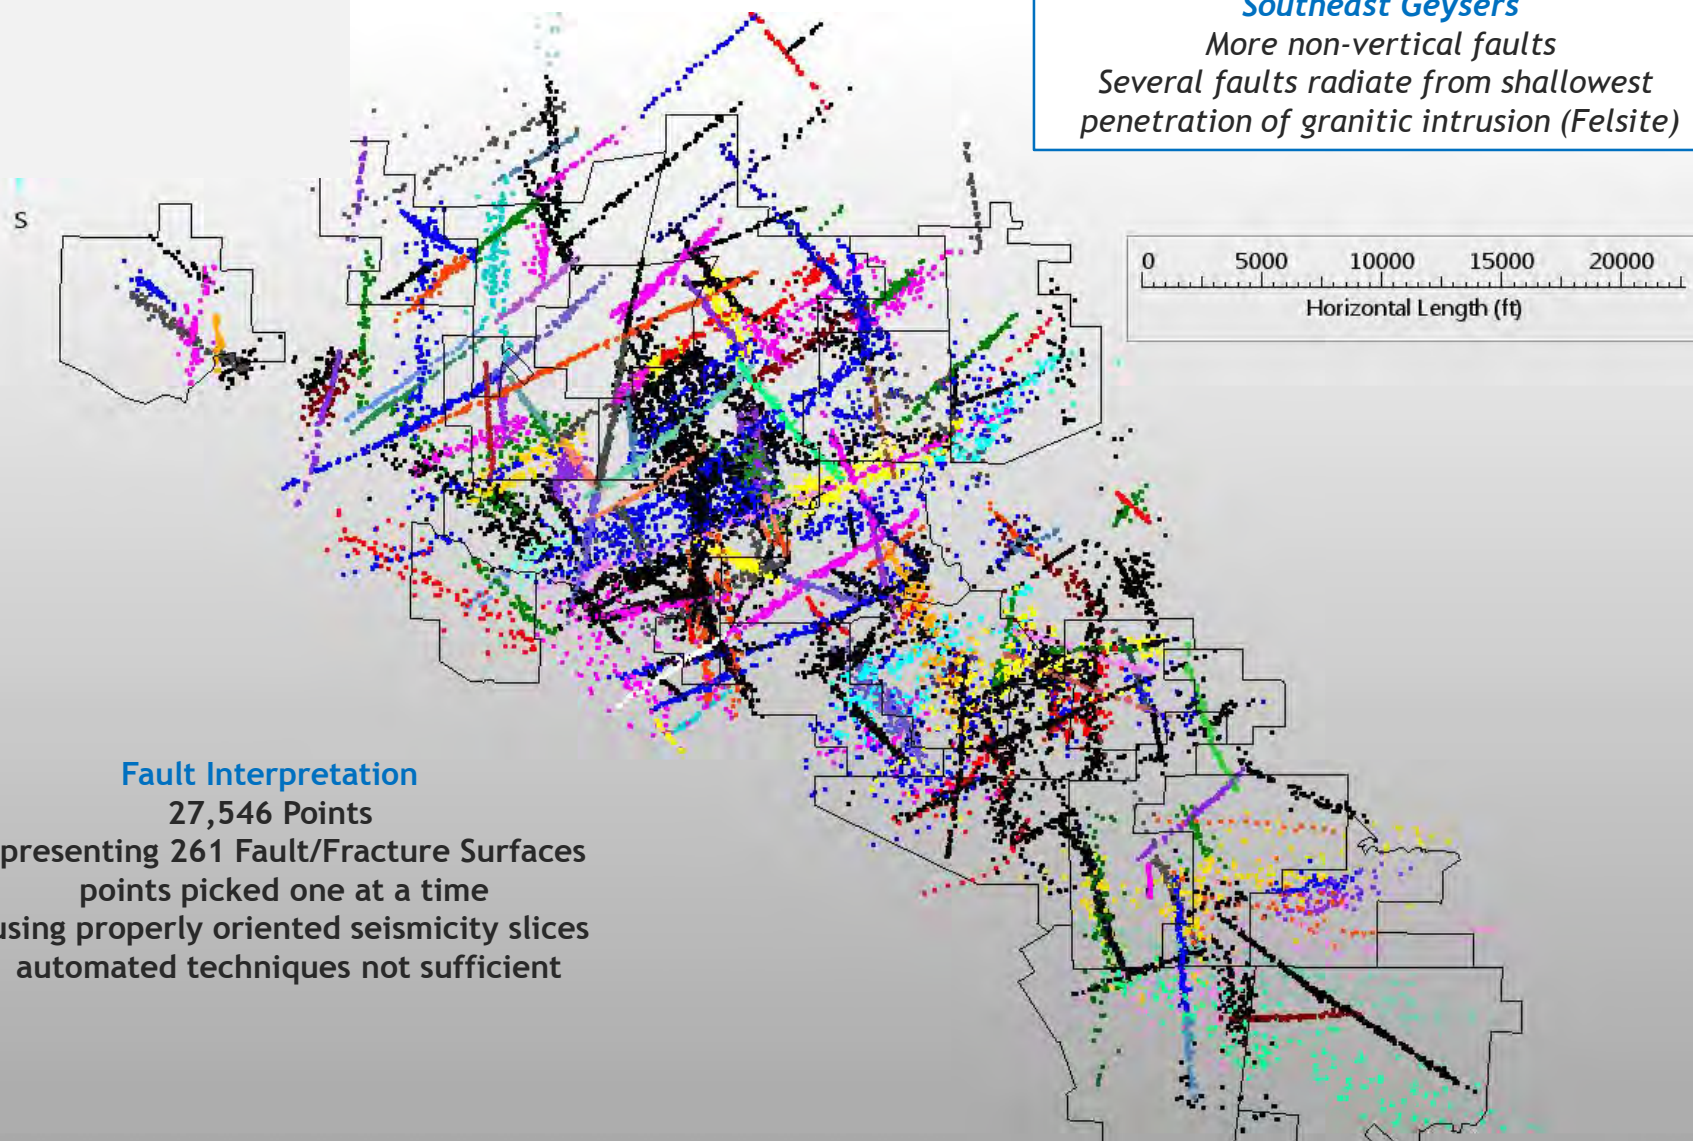 Southeast Geysers
More non-vertical faults
Several faults radiate from shallowest
penetration of granitic intrusion (Felsite)
s
0 5000 10000 15000 20000
Horizontal Length (ft)
Fault Interpretation
27,546 Points
presenting 261 Fault/Fracture Surfaces
points picked one at a time
using properly oriented seismicity slices
automated techniques not sufficient